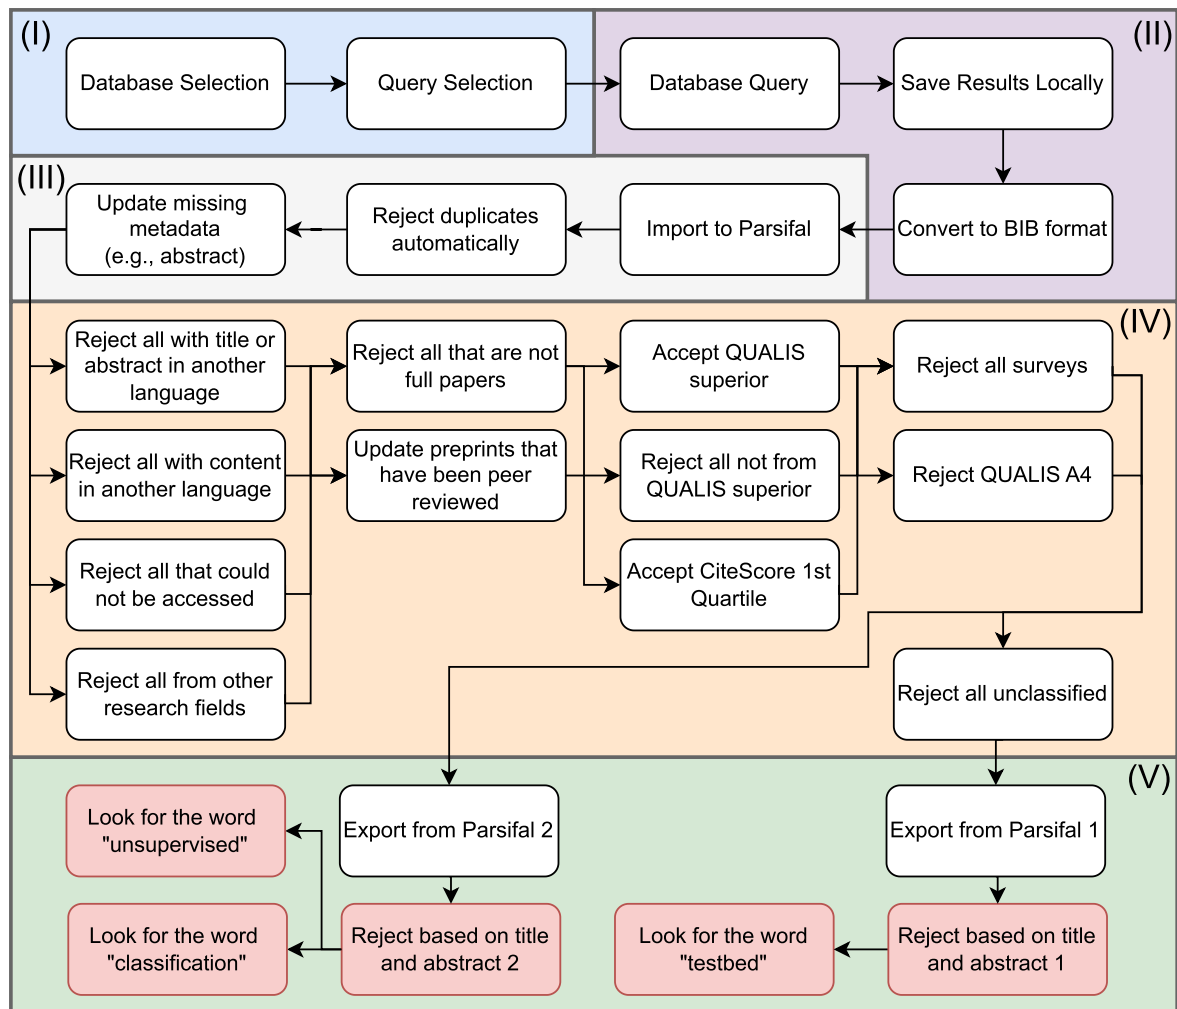 (I)
Database Selection
Query Selection
(II)
Database Query
Save Results Locally
(III)
Update missing
metadata
(e.g., abstract)
Reject duplicates
automatically
Import to Parsifal
Convert to BIB format
(IV)
Reject all with title or
abstract in another
language
Reject all that are not
full papers
Accept QUALIS
superior
Reject all surveys
Reject all with content
in another language
Update preprints that
have been peer
reviewed
Reject all not from
QUALIS superior
Reject QUALIS A4
Reject all that could
not be accessed
Accept CiteScore 1st
Quartile
Reject all from other
research fields
Reject all unclassified
(V)
Look for the word
"unsupervised"
Export from Parsifal 2
Export from Parsifal 1
Look for the word
"classification"
Reject based on title
and abstract 2
Look for the word
"testbed"
Reject based on title
and abstract 1